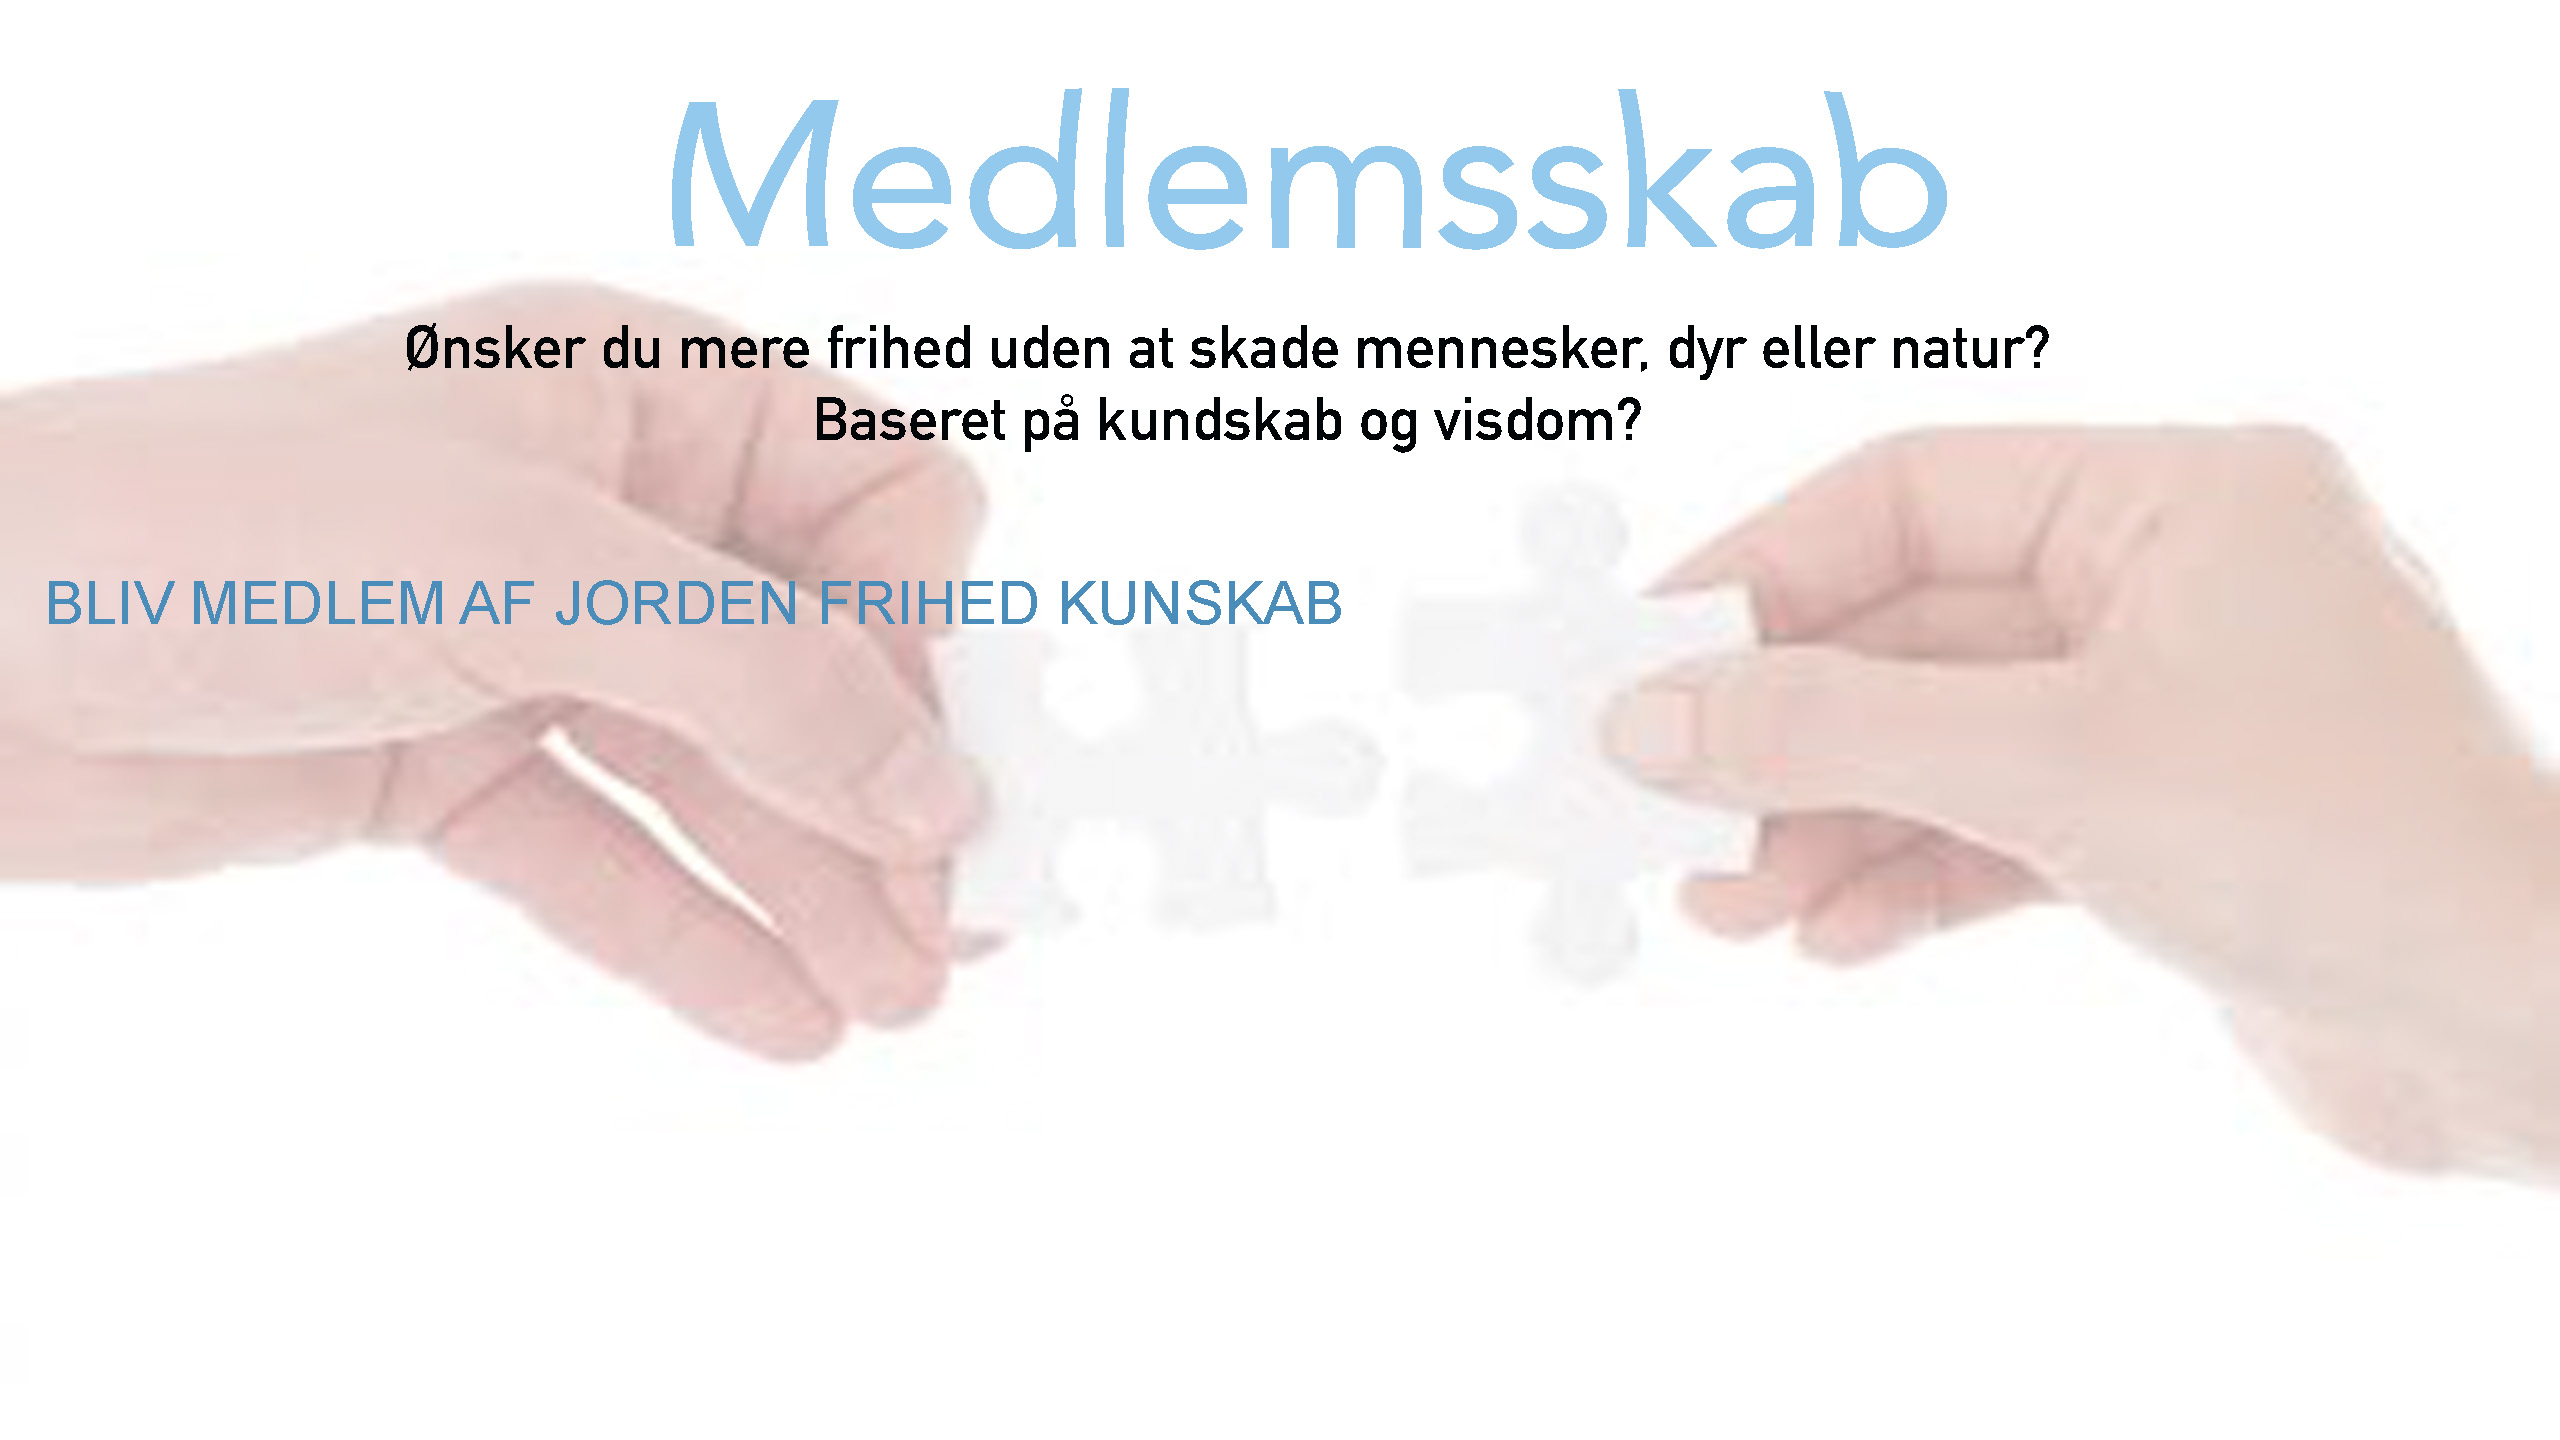 Medlemsskab
Ønsker du mere frihed uden at skade mennesker, dyr eller natur?
Baseret på kundskab og visdom?
BLIV MEDLEM AF JORDEN FRIHED KUNSKAB